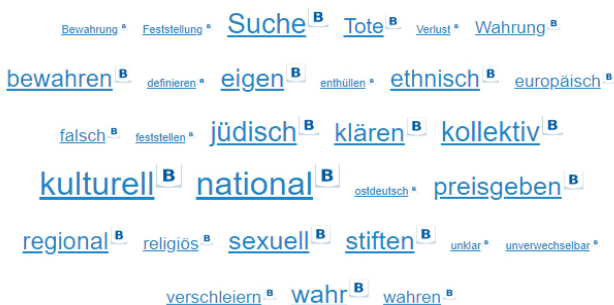 Bewahrung B Feststellung B Suche B Tote B Verlust B Wahrung B
bewahren B definieren B eigen B enthüllen B ethnisch B europäisch B
falsch B feststellen B jüdisch B klären B kollektiv B
kulturell B national B ostdeutsch B preisgeben B
regional B religiös B sexuell B stiften B unklar B unverwechselbar B
verschleiern B wahr B wahren B